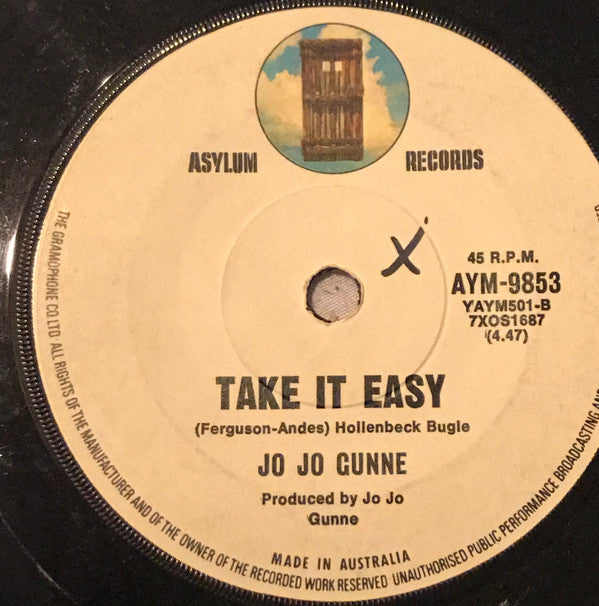 ASYLUM RECORDS
X
45 R.P.M.
AYM-9853
YAYM501-B
7XOS1687
(4.47)
TAKE IT EASY
(Ferguson-Andes) Hollenbeck Bugle
JO JO GUNNE
Produced by Jo Jo
Gunne
MADE IN AUSTRALIA
THE GRAMOPHONE CO. LTD. ALL RIGHTS OF THE MANUFACTURER AND OF THE OWNER OF THE RECORDED WORK RESERVED UNAUTHORISED PUBLIC PERFORMANCE BROADCASTING AND